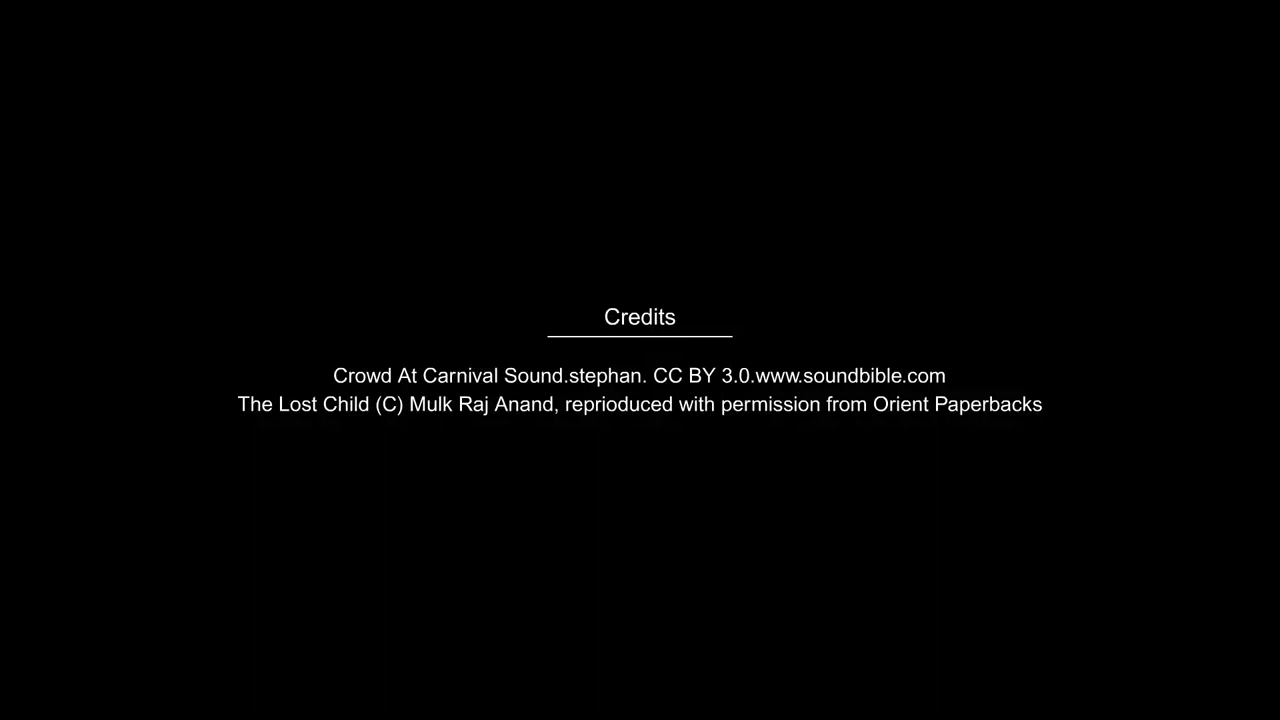 Credits
Crowd At Carnival Sound.stephan. CC BY 3.0.www.soundbible.com
The Lost Child (C) Mulk Raj Anand, reprioduced with permission from Orient Paperbacks